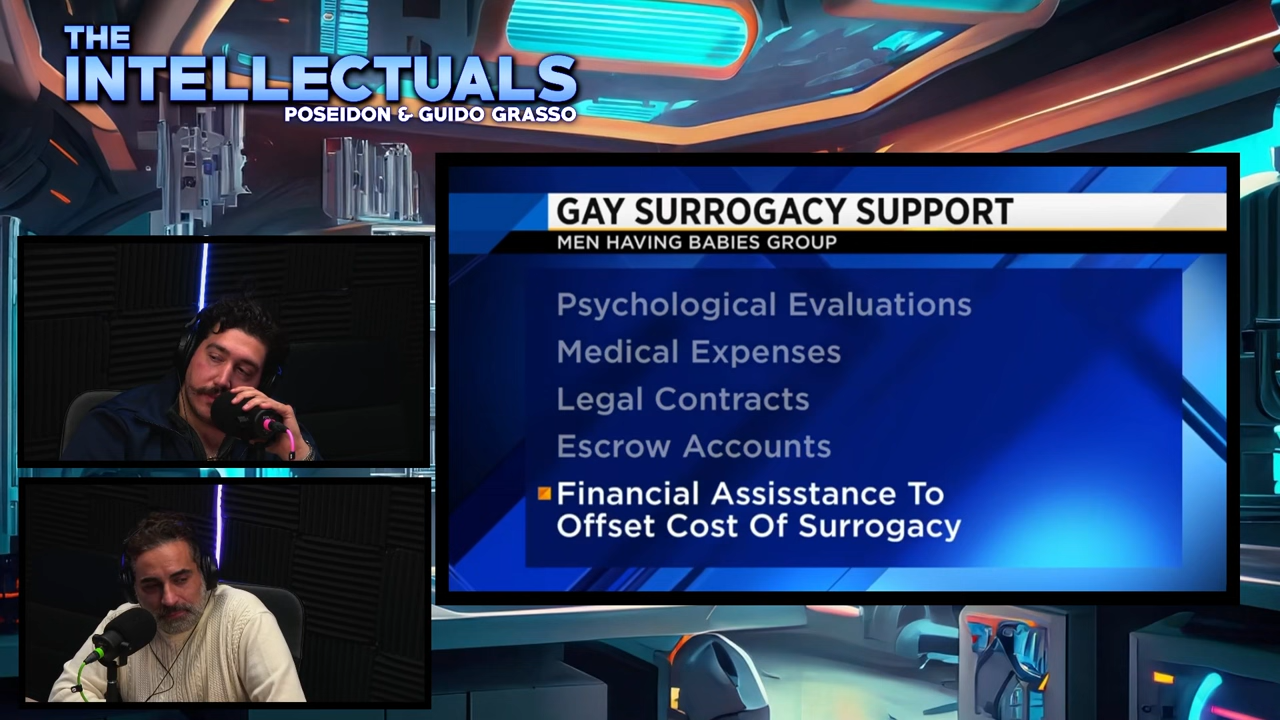 THE
INTELLECTUALS
POSEIDON & GUIDO GRASSO
GAY SURROGACY SUPPORT
MEN HAVING BABIES GROUP
Psychological Evaluations
Medical Expenses
Legal Contracts
Escrow Accounts
Financial Assisstance To
Offset Cost Of Surrogacy